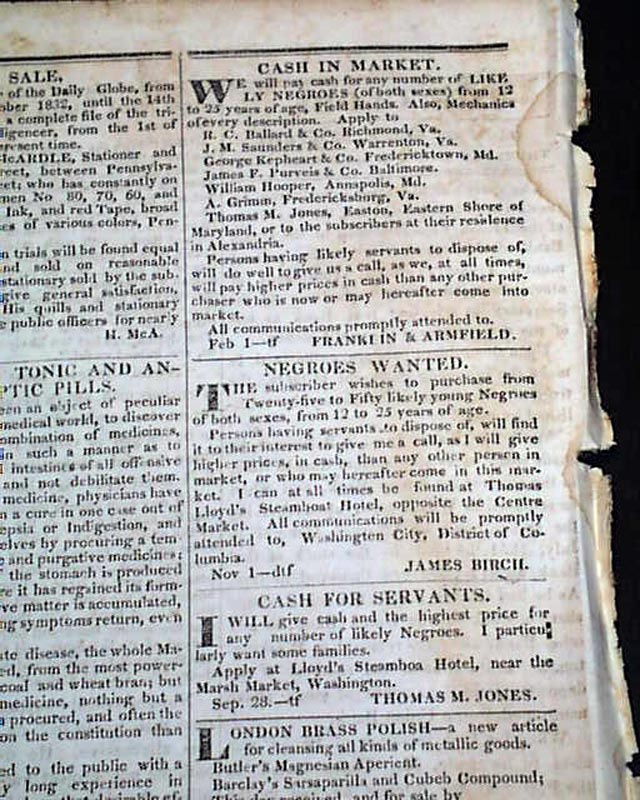 SALE,
of the Daily Globe, from
ober 1832, until the 14th
a complete file of the tri-
lligencer, from the 1st of
present time.
McARDLE, Stationer and
reet, between Pennsylva-
eet; who has constantly on
men No 80, 70, 60, and
Ink, and red Tape, broad
es of various colors, Pen-
n trials will be found equal
nd sold on reasonable
stationary sold by the sub.
give general satisfaction.
His quills and stationary
e public officers for nearly
H. McA.
TONIC AND AN-
PTIC PILLS.
een an object of peculiar
medical world, to discover
ombination of medicines,
in such a manner as to
intestines of all offensive
and not debilitate them.
medicine, physicians have
n a cure in one case out of
epsia or Indigestion, and
elves by procuring a tem-
c and purgative medicines:
the stomach is produced
re it has regained its form-
ve matter is accumulated,
ng symptoms return, even
ate disease, the whole Ma-
ed, from the most power-
coal and wheat bran; but
medicine, nothing but a
procured, and often the
on the constitution than
ed to the public with a
long experience in
CASH IN MARKET.
WE will pay cash for any number of LIKE
LY NEGROES (of both sexes) from 12
to 25 years of age, Field Hands. Also, Mechanics
of every description. Apply to
R. C. Ballard & Co. Richmond, Va.
J. M. Saunders & Co. Warrenton, Va.
George Kepheart & Co. Fredericktown, Md.
James F. Purveis & Co. Baltimore.
William Hooper, Annapolis, Md.
A. Grimm, Fredericksburg, Va.
Thomas M. Jones, Easton, Eastern Shore of
Maryland, or to the subscribers at their residence
in Alexandria.
Persons having likely servants to dispose of,
will do well to give us a call, as we, at all times,
will pay higher prices in cash than any other pur-
chaser who is now or may hereafter come into
market.
All communications promptly attended to.
Feb 1—tf FRANKLIN & ARMFIELD.
NEGROES WANTED.
THE subscriber wishes to purchase from
Twenty-five to Fifty likely young Negroes
of both sexes, from 12 to 25 years of age.
Persons having servants to dispose of, will find
it to their interest to give me a call, as I will give
higher prices, in cash, than any other person in
market, or who may hereafter come in this mar-
ket. I can at all times be found at Thomas
Lloyd's Steamboat Hotel, opposite the Centre
Market. All communications will be promptly
attended to, Washington City, District of Co-
lumbia.
Nov 1—dtf JAMES BIRCH.
CASH FOR SERVANTS.
I WILL give cash and the highest price for
any number of likely Negroes. I particu
larly want some families.
Apply at Lloyd's Steamboa Hotel, near the
Marsh Market, Washington.
Sep. 28.—tf THOMAS M. JONES.
LONDON BRASS POLISH—a new article
for cleansing all kinds of metallic goods.
Butler's Magnesian Aperient.
Barclay's Sarsaparilla and Cubeb Compound;
This day received, and for sale by